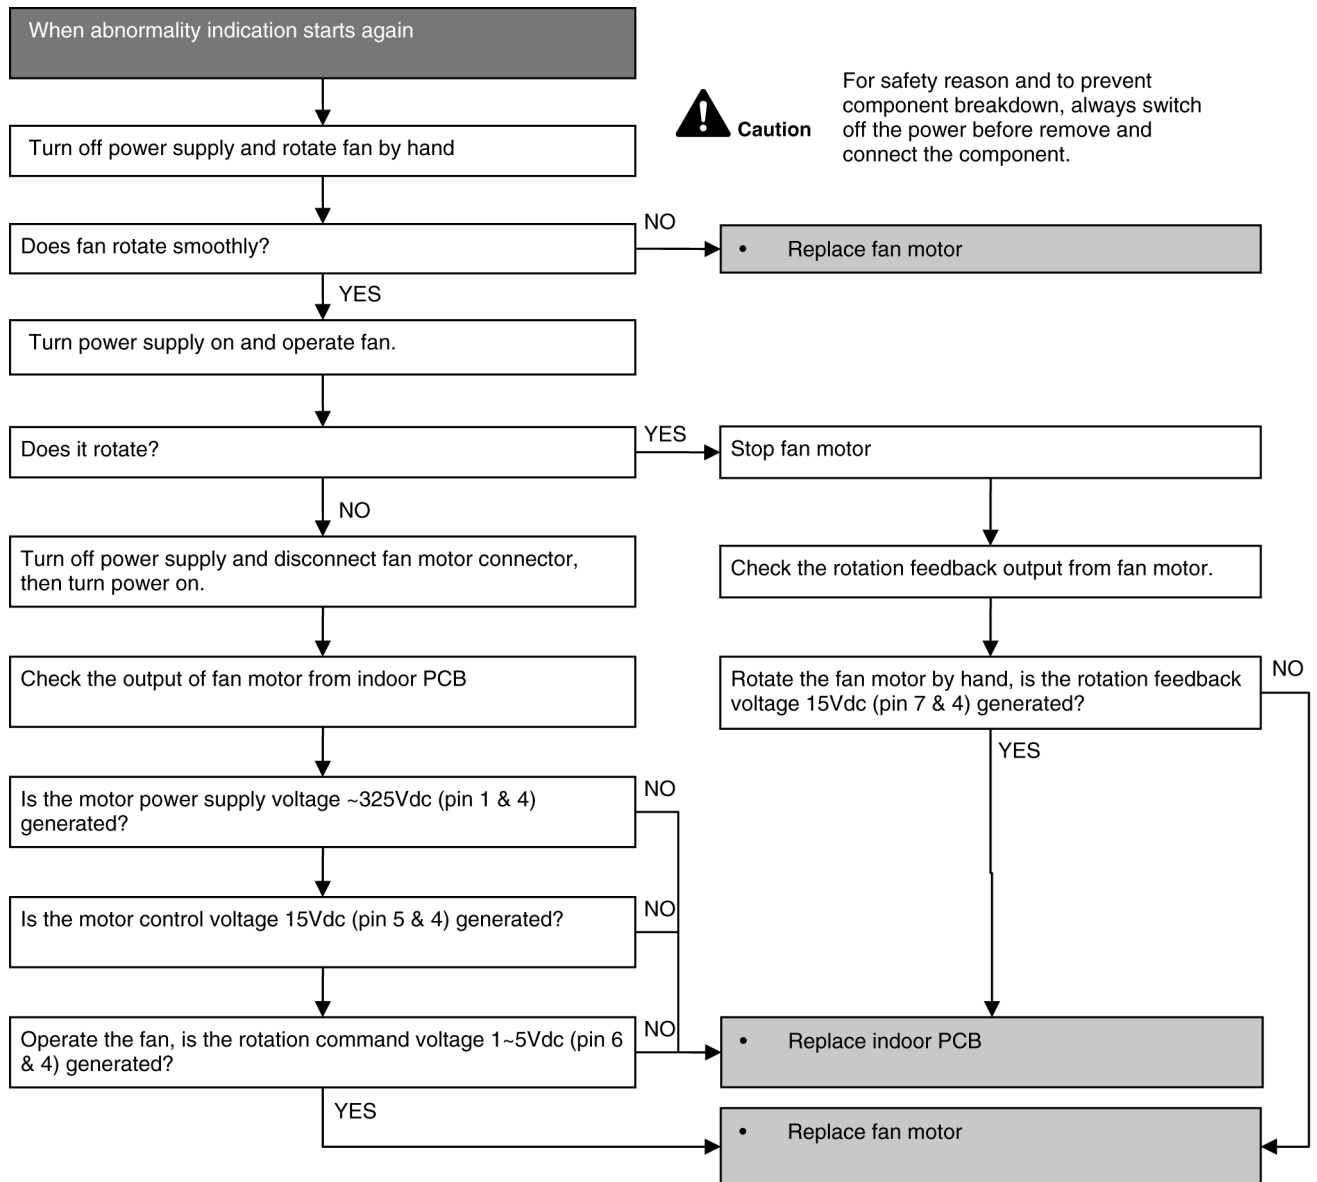 When abnormality indication starts again
For safety reason and to prevent
component breakdown, always switch
off the power before remove and
connect the component.
Caution
Turn off power supply and rotate fan by hand
Does fan rotate smoothly?
NO
• Replace fan motor
YES
Turn power supply on and operate fan.
Does it rotate?
YES
Stop fan motor
NO
Turn off power supply and disconnect fan motor connector,
then turn power on.
Check the rotation feedback output from fan motor.
Check the output of fan motor from indoor PCB
Rotate the fan motor by hand, is the rotation feedback
voltage 15Vdc (pin 7 & 4) generated?
NO
YES
Is the motor power supply voltage ~325Vdc (pin 1 & 4)
generated?
NO
Is the motor control voltage 15Vdc (pin 5 & 4) generated?
NO
Operate the fan, is the rotation command voltage 1~5Vdc (pin 6
& 4) generated?
NO
• Replace indoor PCB
YES
• Replace fan motor